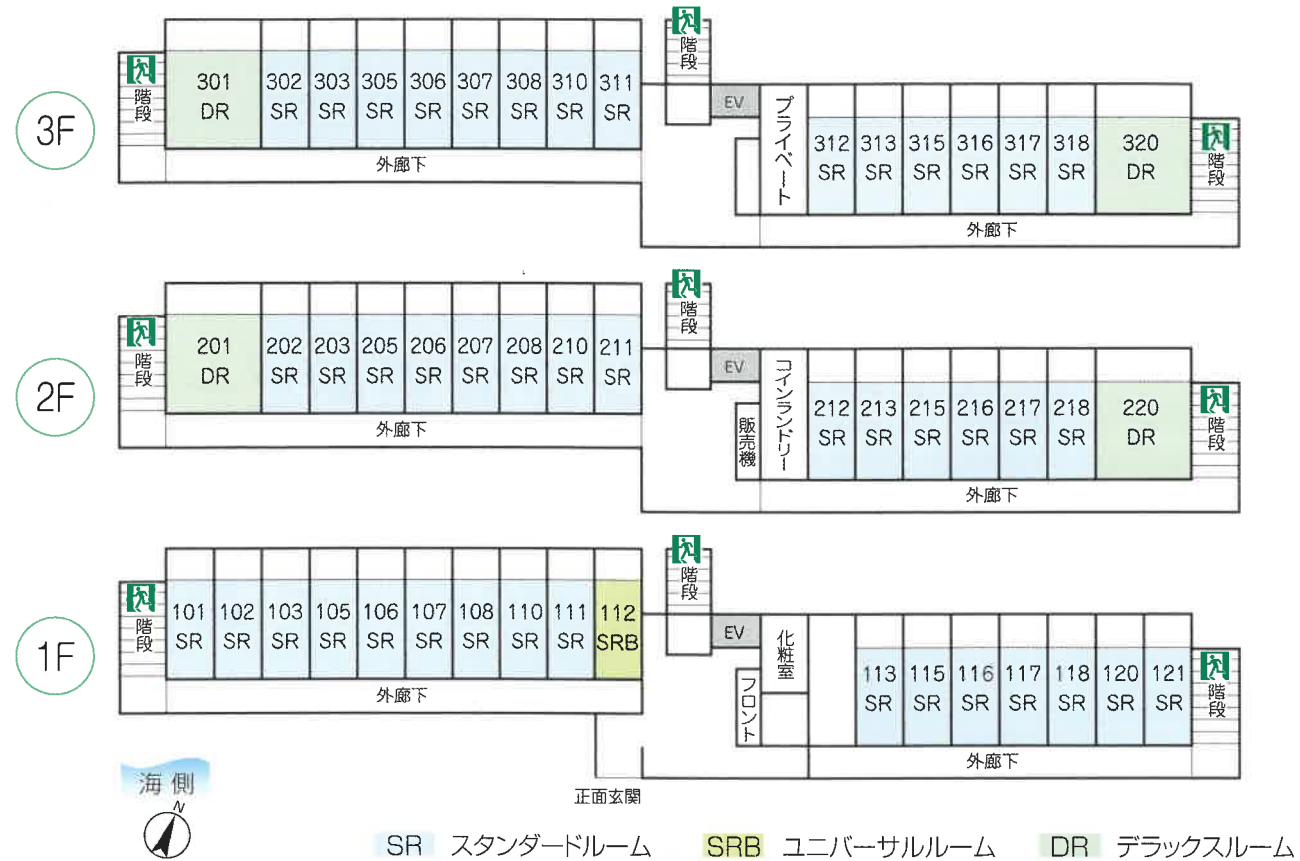 3F
階段
301
DR
302
SR
303
SR
305
SR
306
SR
307
SR
308
SR
310
SR
311
SR
外廊下
階段
EV
プライベート
312
SR
313
SR
315
SR
316
SR
317
SR
318
SR
320
DR
階段
外廊下
2F
階段
201
DR
202
SR
203
SR
205
SR
206
SR
207
SR
208
SR
210
SR
211
SR
外廊下
階段
EV
販売機
コインランドリー
212
SR
213
SR
215
SR
216
SR
217
SR
218
SR
220
DR
階段
外廊下
1F
階段
101
SR
102
SR
103
SR
105
SR
106
SR
107
SR
108
SR
110
SR
111
SR
112
SRB
外廊下
階段
EV
フロント
化粧室
113
SR
115
SR
116
SR
117
SR
118
SR
120
SR
121
SR
階段
外廊下
正面玄関
海側
N
SR スタンダードルーム
SRB ユニバーサルルーム
DR デラックスルーム